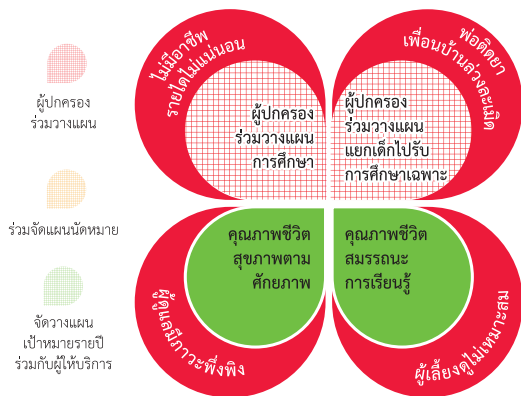 ผู้ปกครอง
ร่วมวางแผน
ร่วมจัดแผนนัดหมาย
จัดวางแผน
เป้าหมายรายปี
ร่วมกับผู้ให้บริการ
ไม่มีอาชีพ
รายได้ไม่แน่นอน
ผู้ปกครอง
ร่วมวางแผน
การศึกษา
พ่อติดยา
เพื่อนบ้านล่วงละเมิด
ผู้ปกครอง
ร่วมวางแผน
แยกเด็กไปรับ
การศึกษาเฉพาะ
คุณภาพชีวิต
สุขภาพตาม
ศักยภาพ
ผู้ดูแลมีภาวะพึ่งพิง
คุณภาพชีวิต
สมรรถนะ
การเรียนรู้
ผู้เลี้ยงดูไม่เหมาะสม